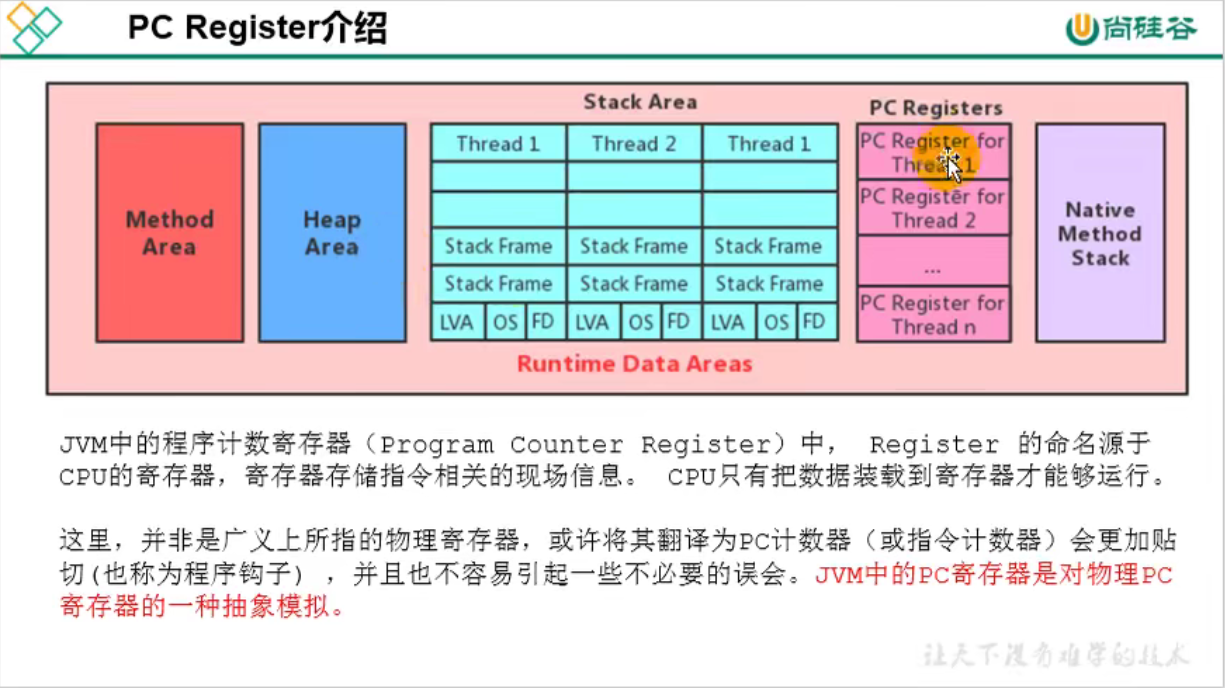 PC Register介绍
尚硅谷
Stack Area
PC Registers
Thread 1 Thread 2 Thread 1
PC Register for
Thread 1
PC Register for
Thread 2
...
PC Register for
Thread n
Method
Area
Heap
Area
Stack Frame Stack Frame Stack Frame
Stack Frame Stack Frame Stack Frame
LVA OS FD LVA OS FD LVA OS FD
Native
Method
Stack
Runtime Data Areas
JVM中的程序计数寄存器（Program Counter Register）中， Register 的命名源于
CPU的寄存器，寄存器存储指令相关的现场信息。 CPU只有把数据装载到寄存器才能够运行。
这里，并非是广义上所指的物理寄存器，或许将其翻译为PC计数器（或指令计数器）会更加贴
切(也称为程序钩子) ，并且也不容易引起一些不必要的误会。JVM中的PC寄存器是对物理PC
寄存器的一种抽象模拟。
让天下没有难学的技术